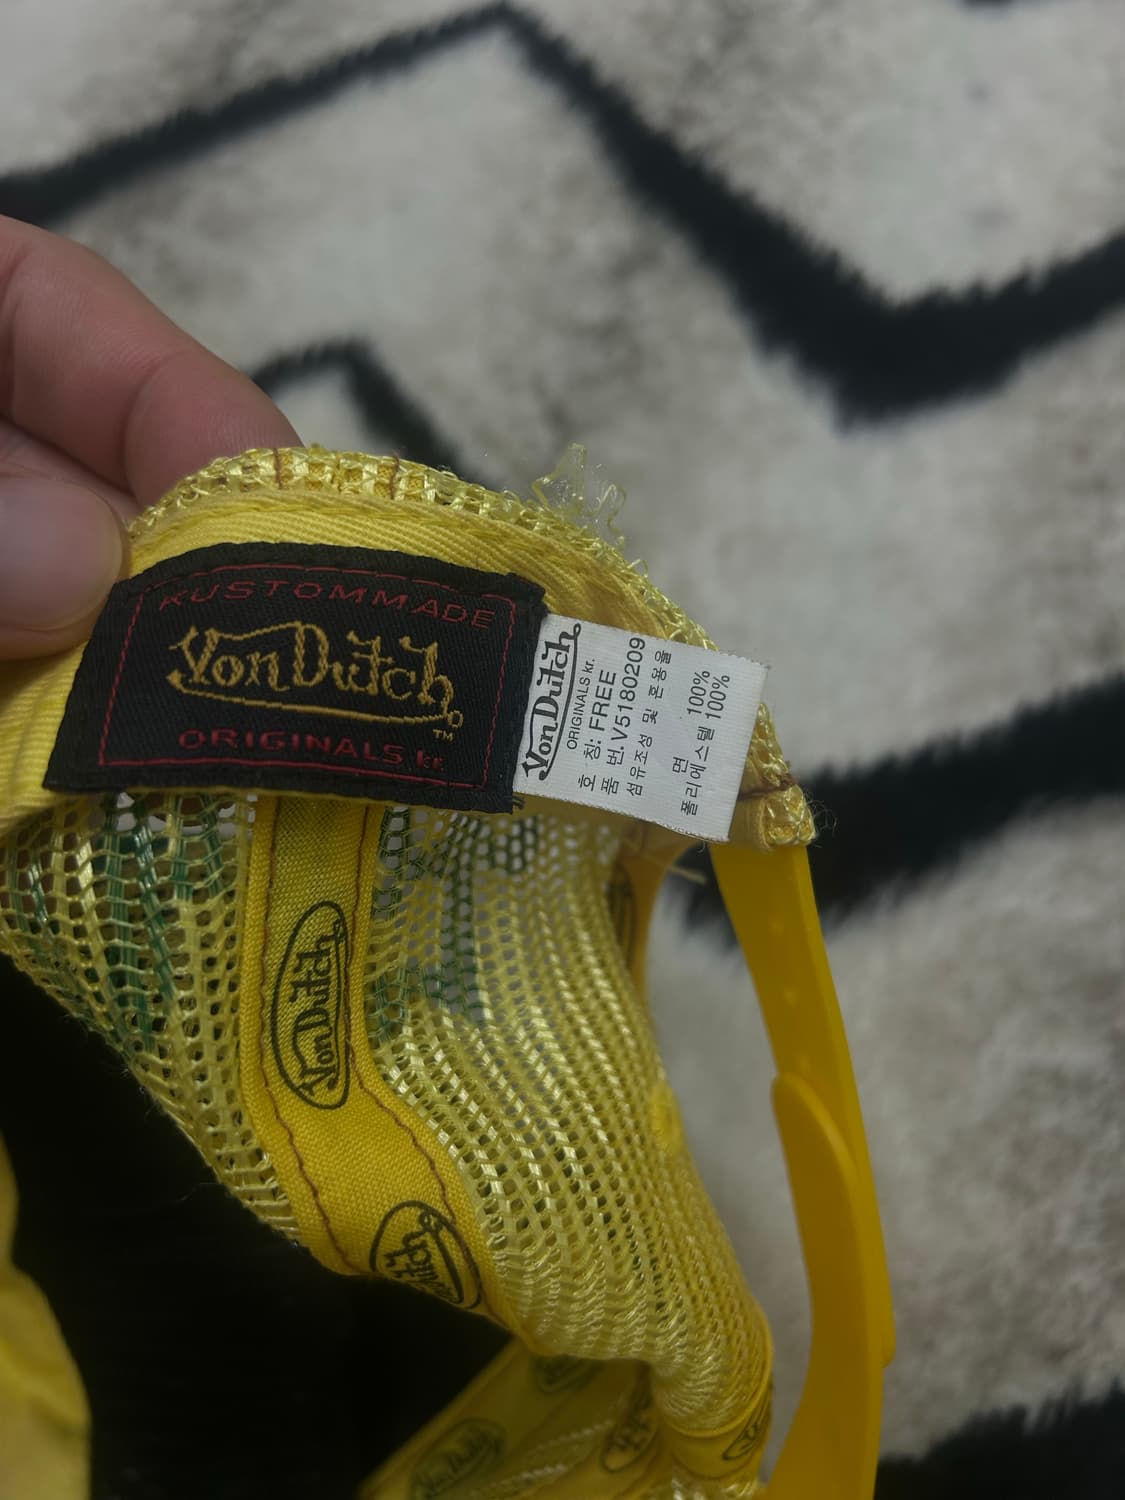 KUSTOMMADE
Von Dutch
TM
ORIGINALS kr.
Von Dutch
ORIGINALS kr.
호 칭: FREE
품 번. V5180209
섬유조성 및 혼용율
면 100%
폴리에스텔 100%
Von Dutch
Dutch
Von Dutch